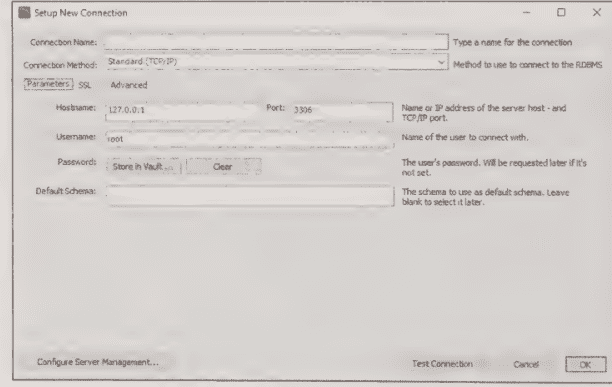 Setup New Connection
Connection Name:
Type a name for the connection
Connection Method:
Standard (TCP/IP)
Method to use to connect to the RDBMS
Parameters SSL Advanced
Hostname:
127.0.0.1
Port:
3306
Name or IP address of the server host - and
TCP/IP port.
Username:
root
Name of the user to connect with.
Password:
Store in Vault ...
Clear
The user's password. Will be requested later if it's
not set.
Default Schema:
The schema to use as default schema. Leave
blank to select it later.
Configure Server Management...
Test Connection
Cancel
OK